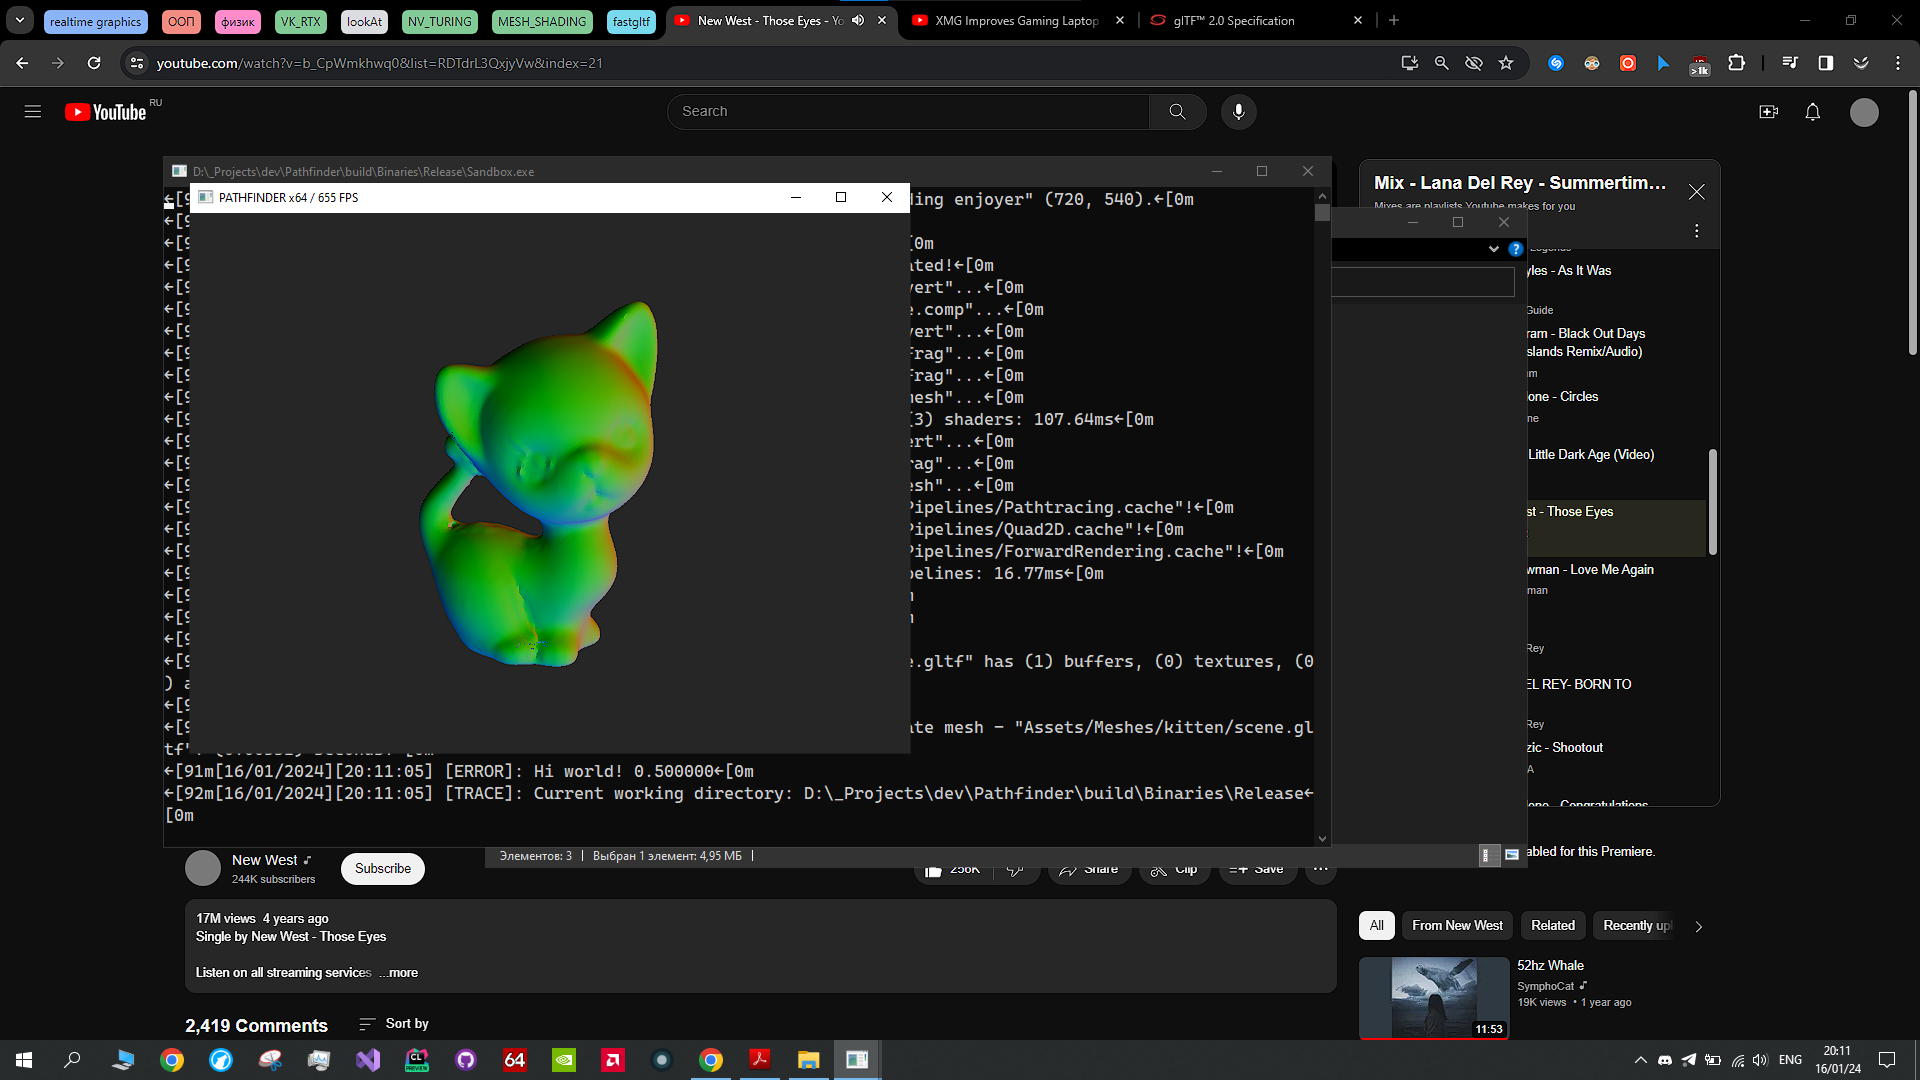 realtime graphics
ООП
физик
VK_RTX
lookAt
NV_TURING
MESH_SHADING
fastgltf
New West - Those Eyes - Yo
XMG Improves Gaming Laptop
glTF™ 2.0 Specification
youtube.com/watch?v=b_CpWmkhwq0&list=RDTdrL3QxjyVw&index=21
>1k
YouTube RU
Search
D:\_Projects\dev\Pathfinder\build\Binaries\Release\Sandbox.exe
PATHFINDER x64 / 655 FPS
ing enjoyer" (720, 540).←[0m
[0m
ated!←[0m
vert"...←[0m
e.comp"...←[0m
vert"...←[0m
frag"...←[0m
frag"...←[0m
mesh"...←[0m
(3) shaders: 107.64ms←[0m
ert"...←[0m
rag"...←[0m
esh"...←[0m
Pipelines/Pathtracing.cache"!←[0m
Pipelines/Quad2D.cache"!←[0m
Pipelines/ForwardRendering.cache"!←[0m
pelines: 16.77ms←[0m
e.gltf" has (1) buffers, (0) textures, (0
) a
ate mesh - "Assets/Meshes/kitten/scene.gl
←[91m[16/01/2024][20:11:05] [ERROR]: Hi world! 0.500000←[0m
←[92m[16/01/2024][20:11:05] [TRACE]: Current working directory: D:\_Projects\dev\Pathfinder\build\Binaries\Release←
[0m
Элементов: 3
Выбран 1 элемент: 4,95 МБ
Mix - Lana Del Rey - Summertim...
Mixes are playlists Youtube makes for you
yles - As It Was
Guide
ram - Black Out Days
slands Remix/Audio)
m
lone - Circles
ne
Little Dark Age (Video)
st - Those Eyes
wman - Love Me Again
man
Rey
EL REY- BORN TO
Rey
zic - Shootout
A
one - Congratulations
abled for this Premiere.
New West
244K subscribers
Subscribe
256K
Share
Clip
Save
17M views 4 years ago
Single by New West - Those Eyes
Listen on all streaming services ...more
2,419 Comments
Sort by
All
From New West
Related
Recently upl
52hz Whale
SymphoCat
19K views • 1 year ago
11:53
CL
PREVIEW
64
ENG
20:11
16/01/24